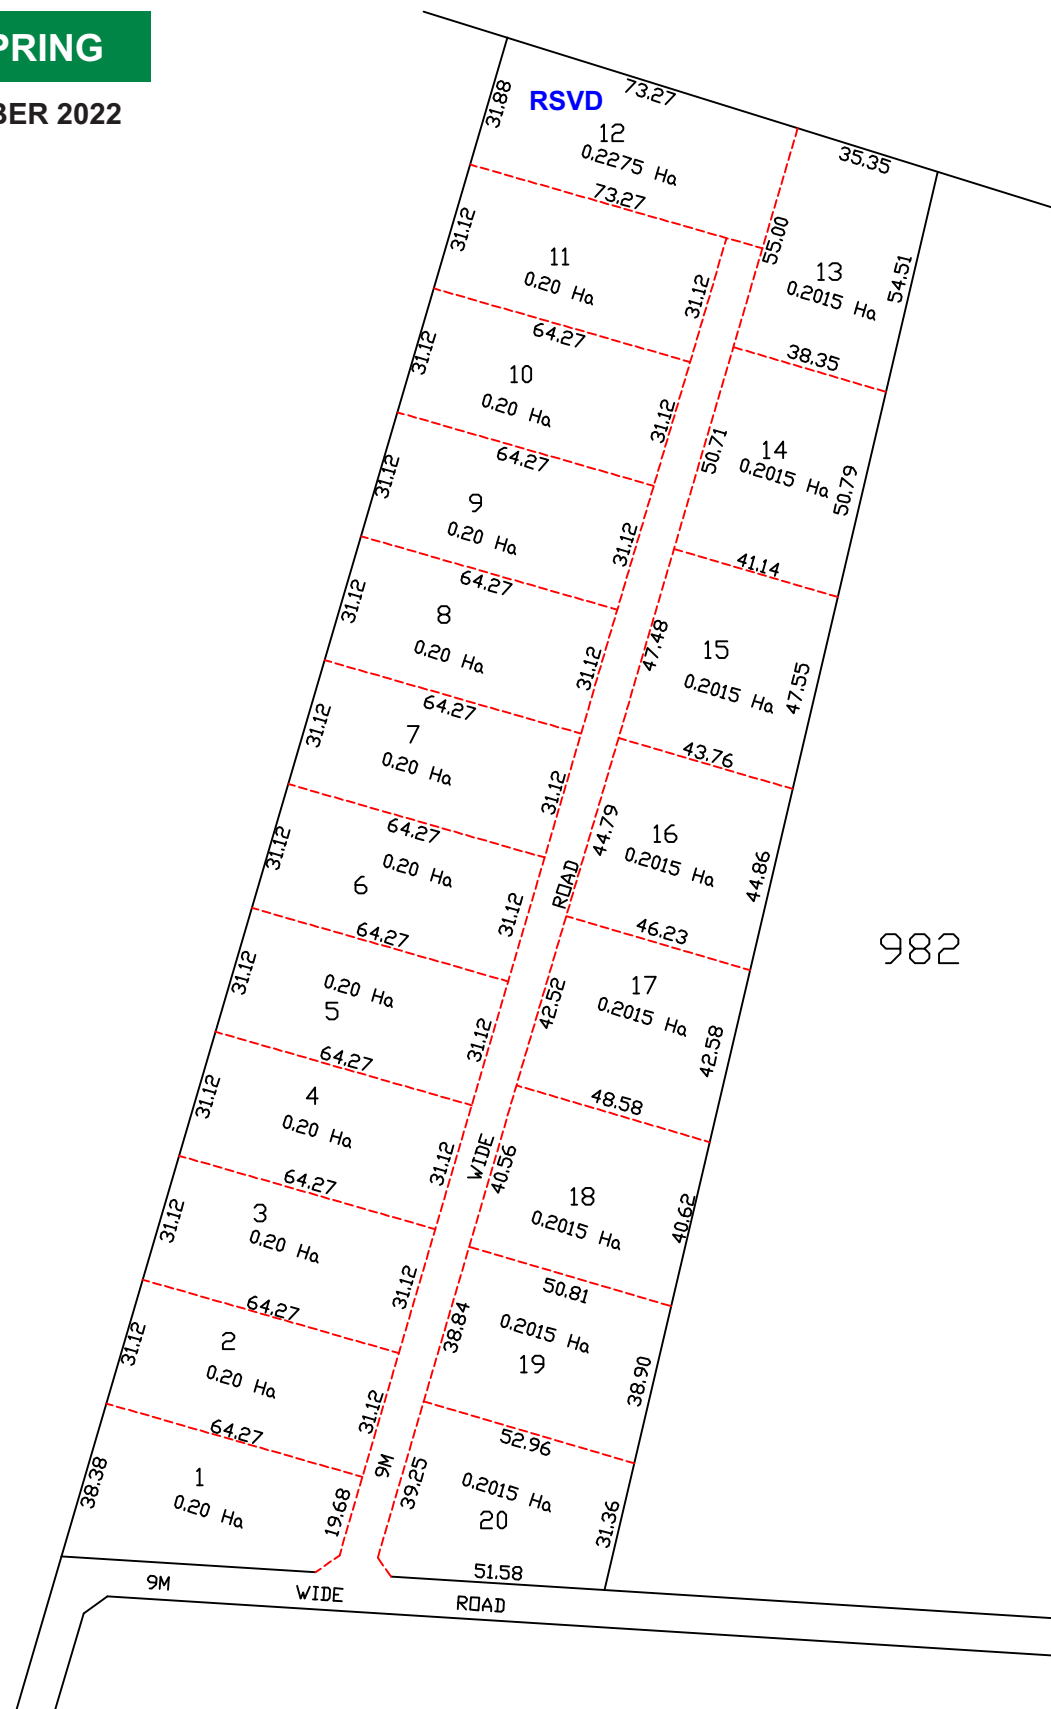 PRING
BER 2022
RSVD
73.27
31.88
12
0.2275 Ha
35.35
73.27
31.12
55.00
11
0.20 Ha
31.12
13
0.2015 Ha
54.51
64.27
31.12
38.35
10
0.20 Ha
31.12
50.71
14
0.2015 Ha
50.79
64.27
31.12
9
0.20 Ha
31.12
41.14
64.27
31.12
8
0.20 Ha
31.12
47.48
15
0.2015 Ha
47.55
64.27
31.12
7
0.20 Ha
31.12
43.76
64.27
44.79
16
0.2015 Ha
44.86
31.12
0.20 Ha
6
31.12
ROAD
46.23
982
64.27
31.12
0.20 Ha
5
31.12
42.52
17
0.2015 Ha
42.58
64.27
31.12
4
0.20 Ha
31.12
WIDE
48.58
40.56
64.27
18
0.2015 Ha
40.62
31.12
3
0.20 Ha
31.12
50.81
64.27
38.84
0.2015 Ha
19
38.90
31.12
2
0.20 Ha
31.12
64.27
52.96
9M
38.38
1
0.20 Ha
19.68
39.25
0.2015 Ha
20
31.36
51.58
9M
WIDE
ROAD